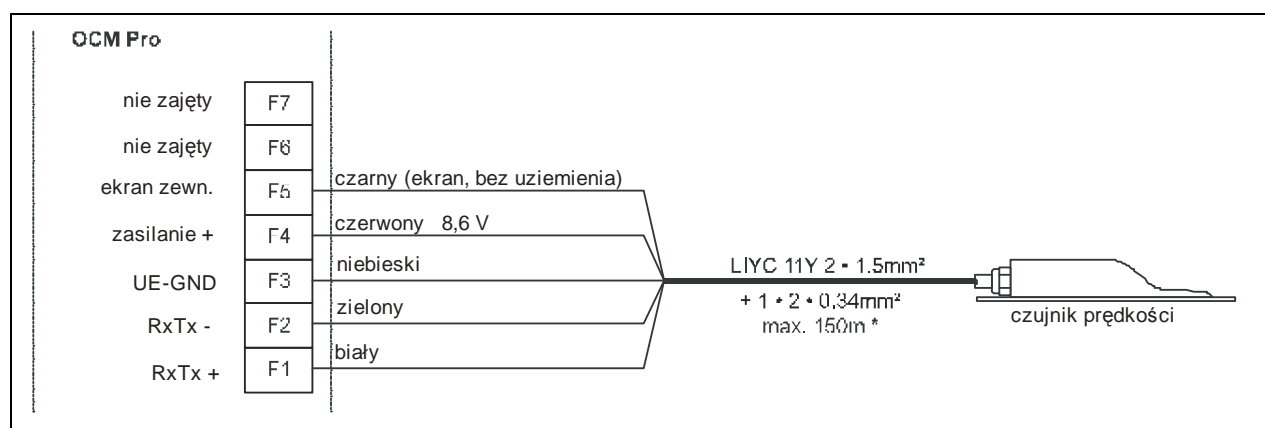 OCM Pro
nie zajęty F7
nie zajęty F6
ekran zewn. F5 czarny (ekran, bez uziemienia)
zasilanie + F4 czerwony 8,6 V
UE-GND F3 niebieski
RxTx - F2 zielony
RxTx + F1 biały
LIYC 11Y 2 • 1.5mm²
+ 1 • 2 • 0,34mm²
max. 150m *
czujnik prędkości